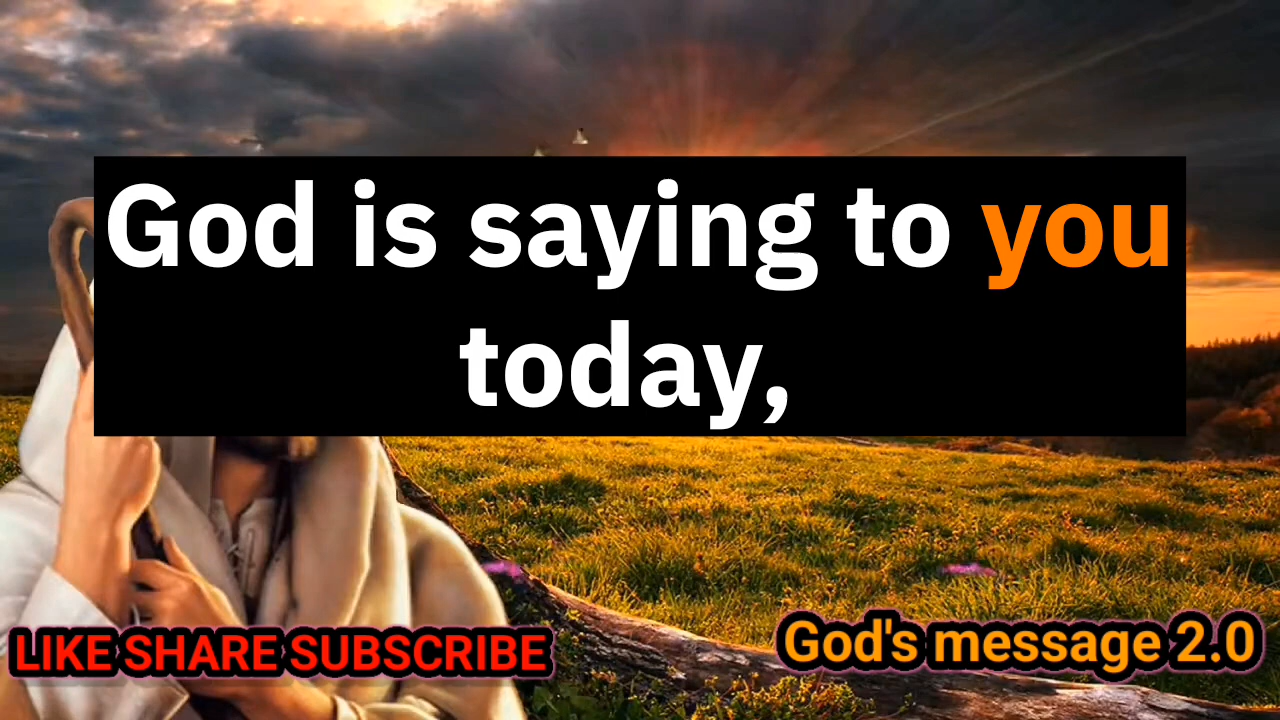 God is saying to you
today,
LIKE SHARE SUBSCRIBE
God's message 2.0